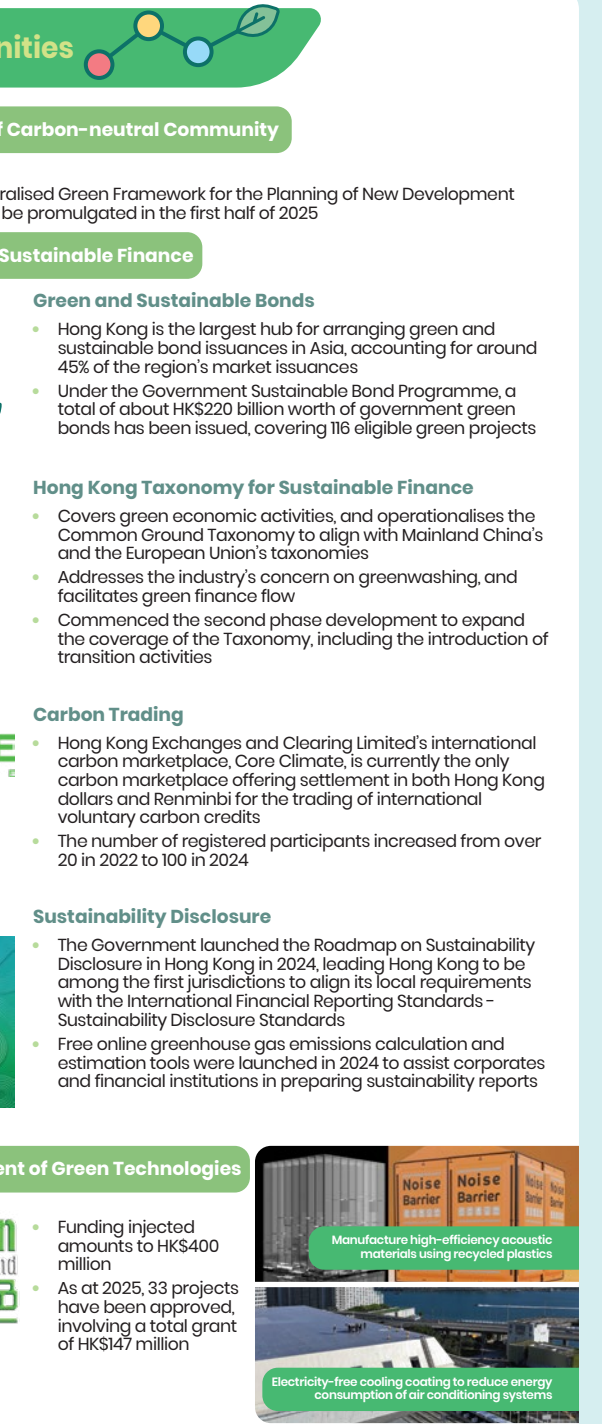 nities
f Carbon-neutral Community
ralised Green Framework for the Planning of New Development
be promulgated in the first half of 2025
Sustainable Finance
Green and Sustainable Bonds
• Hong Kong is the largest hub for arranging green and
sustainable bond issuances in Asia, accounting for around
45% of the region's market issuances
• Under the Government Sustainable Bond Programme, a
total of about HK$220 billion worth of government green
bonds has been issued, covering 116 eligible green projects
Hong Kong Taxonomy for Sustainable Finance
• Covers green economic activities, and operationalises the
Common Ground Taxonomy to align with Mainland China's
and the European Union's taxonomies
• Addresses the industry's concern on greenwashing, and
facilitates green finance flow
• Commenced the second phase development to expand
the coverage of the Taxonomy, including the introduction of
transition activities
Carbon Trading
E
• Hong Kong Exchanges and Clearing Limited's international
carbon marketplace, Core Climate, is currently the only
carbon marketplace offering settlement in both Hong Kong
dollars and Renminbi for the trading of international
voluntary carbon credits
• The number of registered participants increased from over
20 in 2022 to 100 in 2024
Sustainability Disclosure
• The Government launched the Roadmap on Sustainability
Disclosure in Hong Kong in 2024, leading Hong Kong to be
among the first jurisdictions to align its local requirements
with the International Financial Reporting Standards -
Sustainability Disclosure Standards
• Free online greenhouse gas emissions calculation and
estimation tools were launched in 2024 to assist corporates
and financial institutions in preparing sustainability reports
ent of Green Technologies
n
nd
B
• Funding injected
amounts to HK$400
million
• As at 2025, 33 projects
have been approved,
involving a total grant
of HK$147 million
Noise
Barrier
Noise
Barrier
Noise
Barrier
Manufacture high-efficiency acoustic
materials using recycled plastics
Electricity-free cooling coating to reduce energy
consumption of air conditioning systems